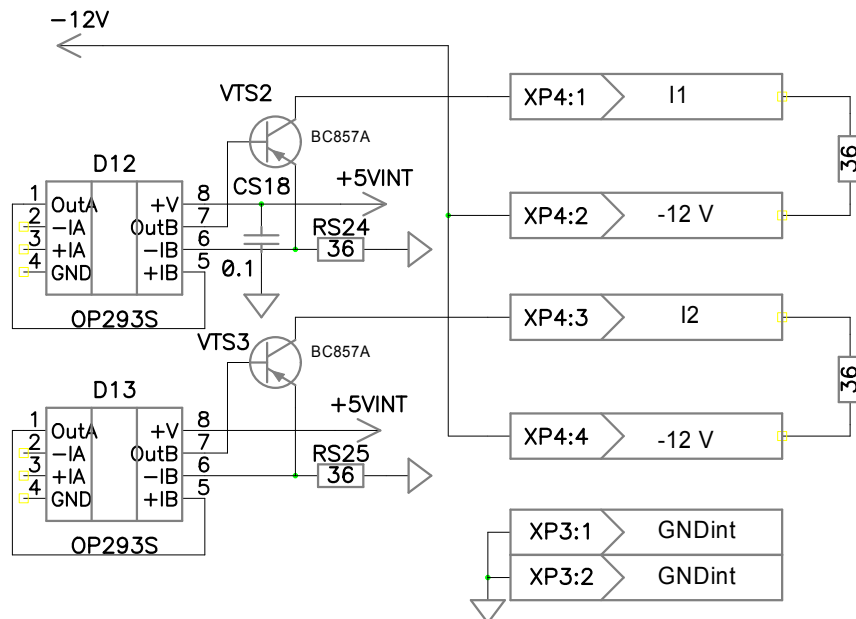 -12V
VTS2
BC857A
XP4:1 I1
36
D12
CS18
+5VINT
1 OutA +V 8
2 -IA OutB 7
3 +IA -IB 6
4 GND +IB 5
RS24
36
0.1
OP293S
XP4:2 -12 V
VTS3
BC857A
XP4:3 I2
36
D13
+5VINT
1 OutA +V 8
2 -IA OutB 7
3 +IA -IB 6
4 GND +IB 5
RS25
36
OP293S
XP4:4 -12 V
XP3:1 GNDint
XP3:2 GNDint